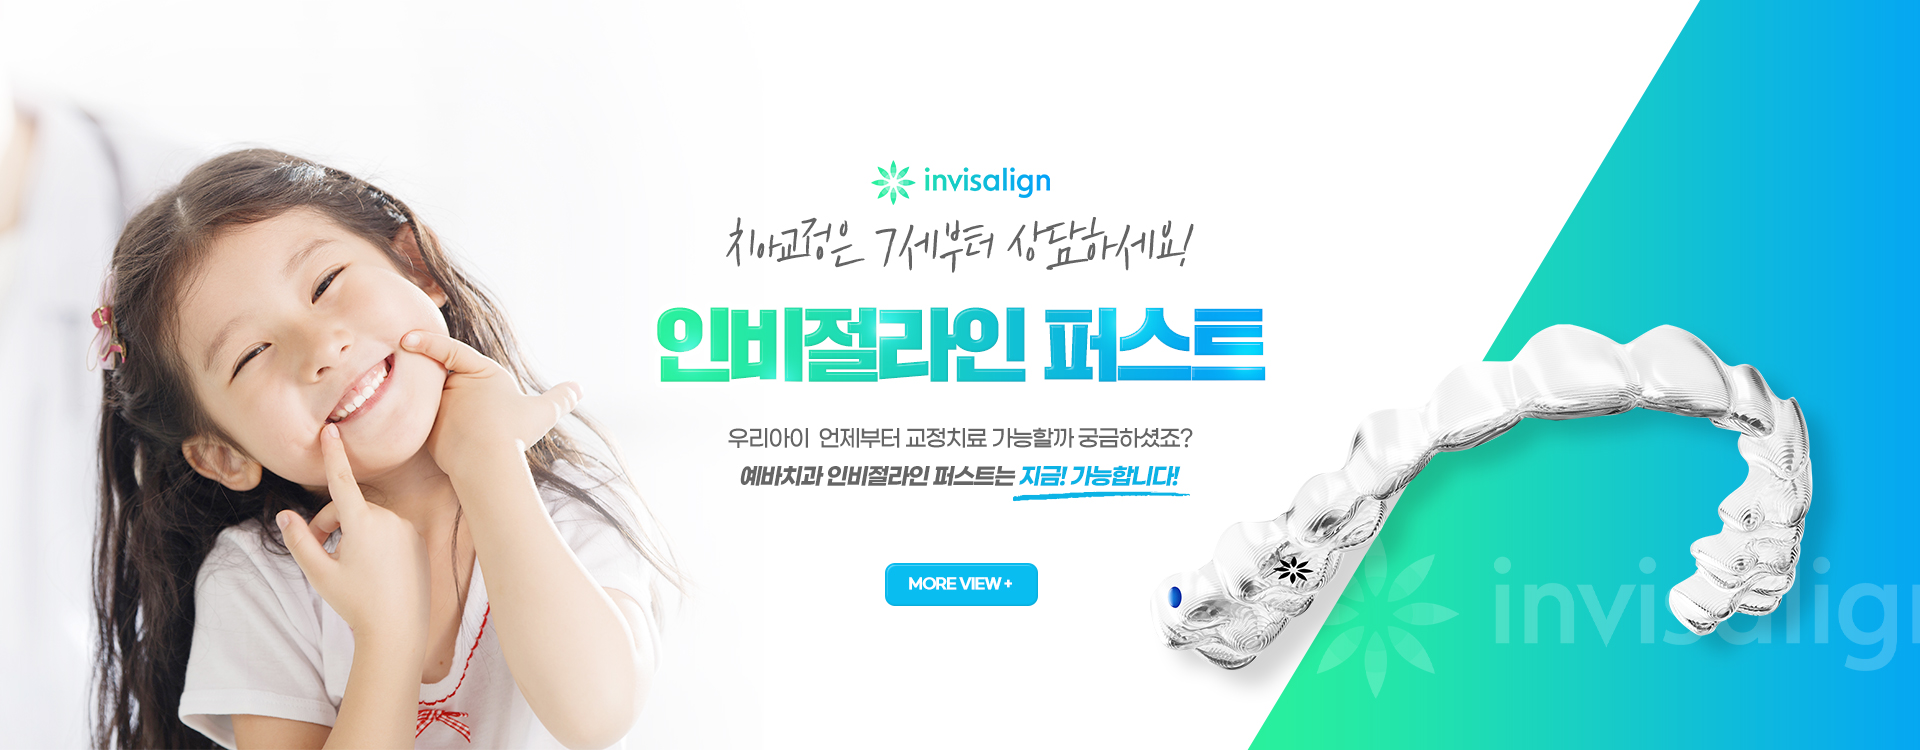 invisalign
치아교정은 7세부터 상담하세요!
인비절라인 퍼스트
우리아이 언제부터 교정치료 가능할까 궁금하셨죠?
예바치과 인비절라인 퍼스트는 지금! 가능합니다!
MORE VIEW +
invisalign